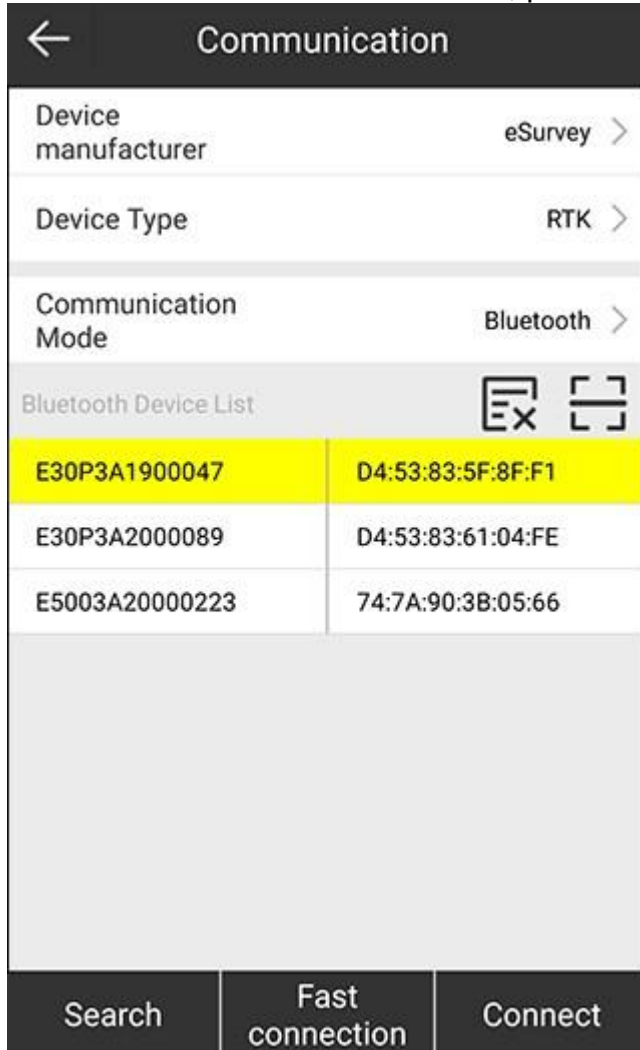 Communication
Device
manufacturer
eSurvey
Device Type
RTK
Communication
Mode
Bluetooth
Bluetooth Device List
E30P3A1900047 D4:53:83:5F:8F:F1
E30P3A2000089 D4:53:83:61:04:FE
E5003A20000223 74:7A:90:3B:05:66
Search
Fast
connection
Connect